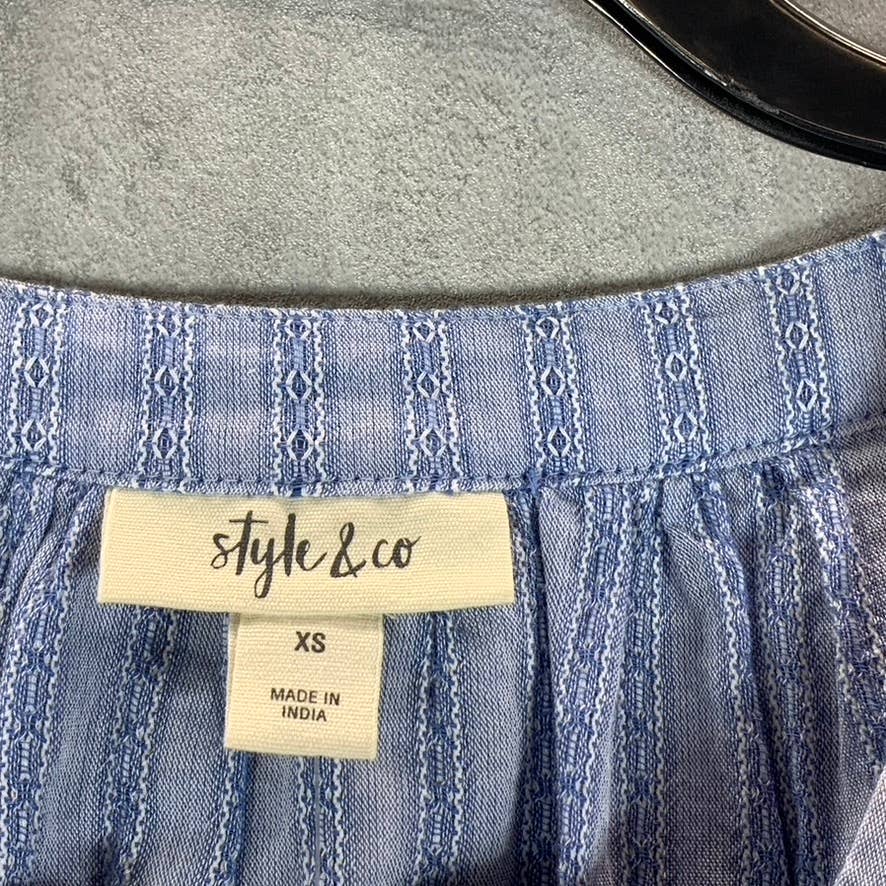 style & co
XS
MADE IN
INDIA